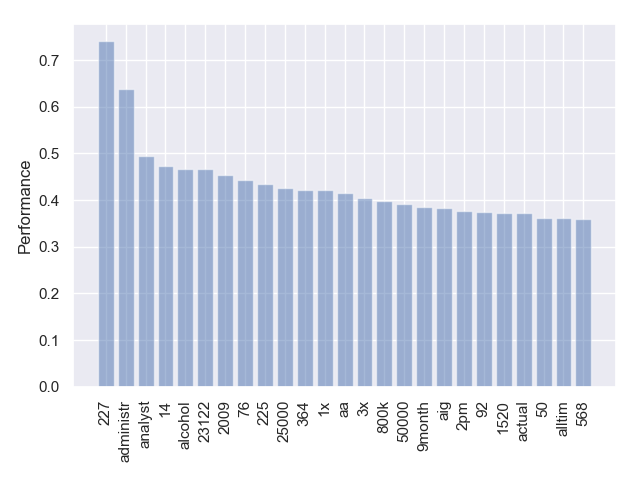 Performance
0.7
0.6
0.5
0.4
0.3
0.2
0.1
0.0
227
administr
analyst
14
alcohol
23122
2009
76
225
25000
364
1x
aa
3x
800k
50000
9month
aig
2pm
92
1520
actual
50
alltim
568